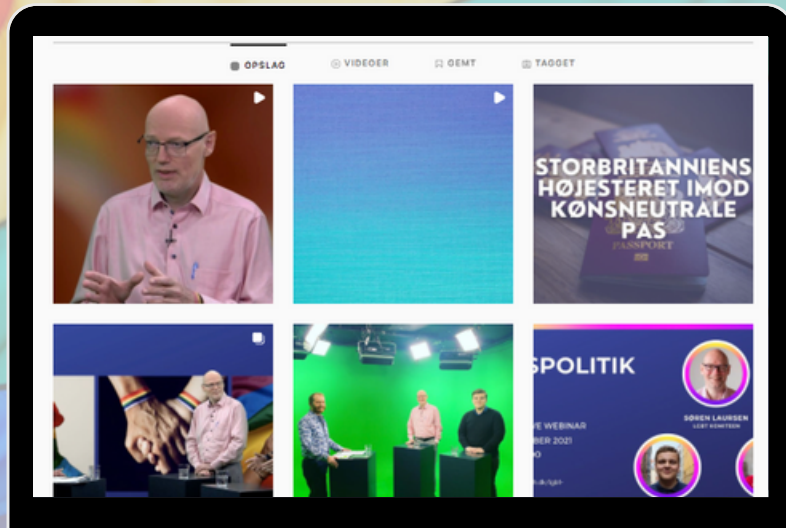 OPSLAG
VIDEOER
GEMT
TAGGET
STORBRITANNIENS
HØJESTERET IMOD
KØNSNEUTRALE
PAS
PASSPORT
SPOLITIK
VE WEBINAR
BER 2021
SØREN LAURSEN
LGBT KOMITEEN